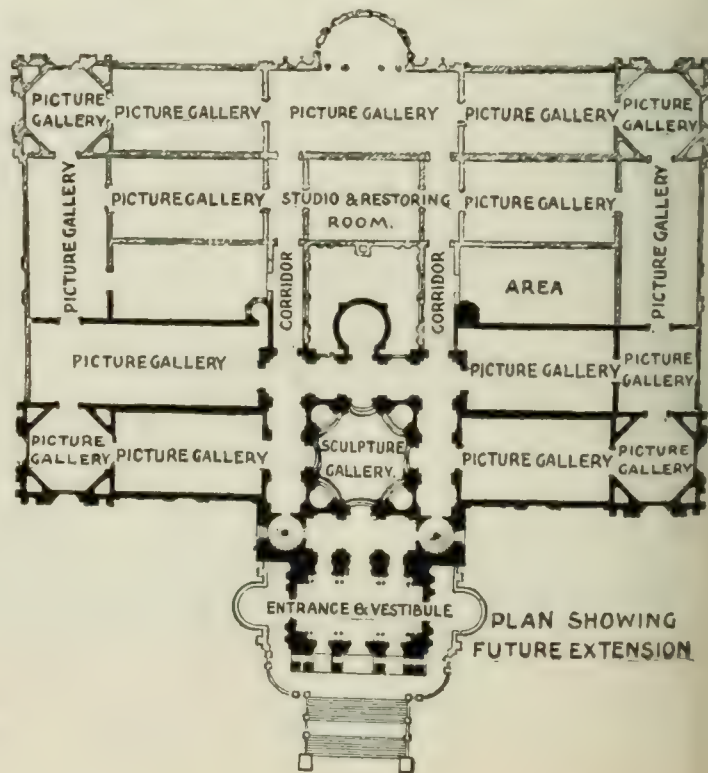 PICTURE
GALLERY
PICTURE GALLERY
PICTURE GALLERY
PICTURE GALLERY
PICTURE
GALLERY
PICTURE GALLERY
PICTURE GALLERY
STUDIO & RESTORING
ROOM.
PICTURE GALLERY
PICTURE GALLERY
CORRIDOR
CORRIDOR
AREA
PICTURE GALLERY
PICTURE GALLERY
PICTURE
GALLERY
PICTURE
GALLERY
PICTURE GALLERY
SCULPTURE
GALLERY.
PICTURE GALLERY
PICTURE
GALLERY
ENTRANCE & VESTIBULE
PLAN SHOWING
FUTURE EXTENSION